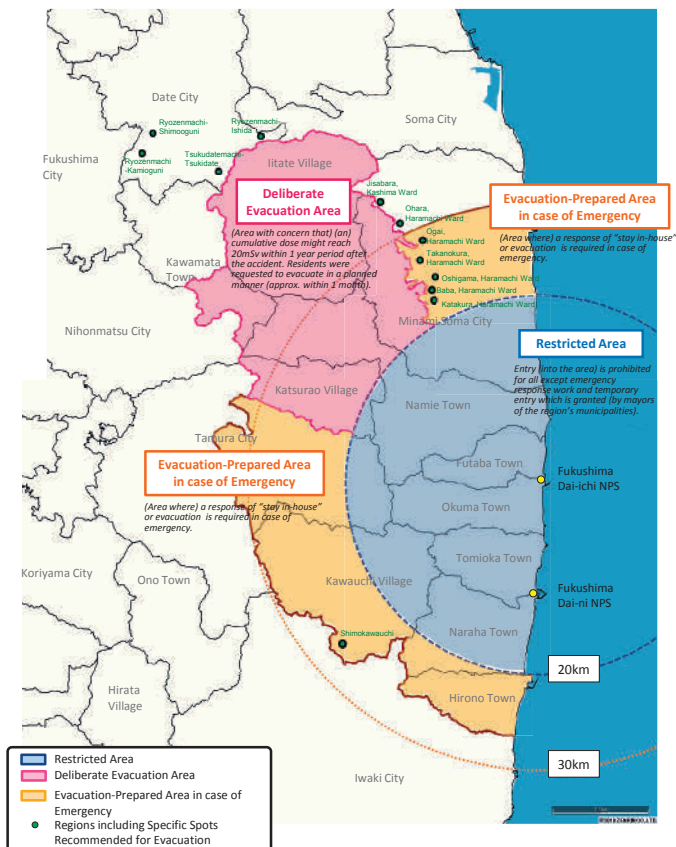 Date City
Soma City
Ryozenmachi-
Shimooguni
Ryozenmachi-
Ishida
Fukushima
City
Ryozenmachi
-Kamioguni
Tsukudatemachi-
Tsukidate
Iitate Village
Jisabara,
Kashima Ward
Deliberate
Evacuation Area
(Area with concern that) (an)
cumulative dose might reach
20mSv within 1 year period after
the accident. Residents were
requested to evacuate in a planned
manner (approx. within 1 month).
Ohara,
Haramachi Ward
Evacuation-Prepared Area
in case of Emergency
(Area where) a response of "stay in-house"
or evacuation is required in case of
emergency.
Ogai,
Haramachi Ward
Takanokura,
Haramachi Ward
Oshigama, Haramachi Ward
Baba, Haramachi Ward
Katakura, Haramachi Ward
Kawamata
Town
Nihonmatsu City
Minami Soma City
Restricted Area
Entry (into the area) is prohibited
for all except emergency
response work and temporary
entry which is granted (by mayors
of the region's municipalities).
Katsurao Village
Namie Town
Tamura City
Evacuation-Prepared Area
in case of Emergency
(Area where) a response of "stay in-house"
or evacuation is required in case of
emergency.
Futaba Town
Fukushima
Dai-ichi NPS
Okuma Town
Tomioka Town
Koriyama City
Ono Town
Kawauchi Village
Fukushima
Dai-ni NPS
Shimokawauchi
Naraha Town
20km
Hirata
Village
Hirono Town
30km
Iwaki City
Restricted Area
Deliberate Evacuation Area
Evacuation-Prepared Area in case of
Emergency
Regions including Specific Spots
Recommended for Evacuation